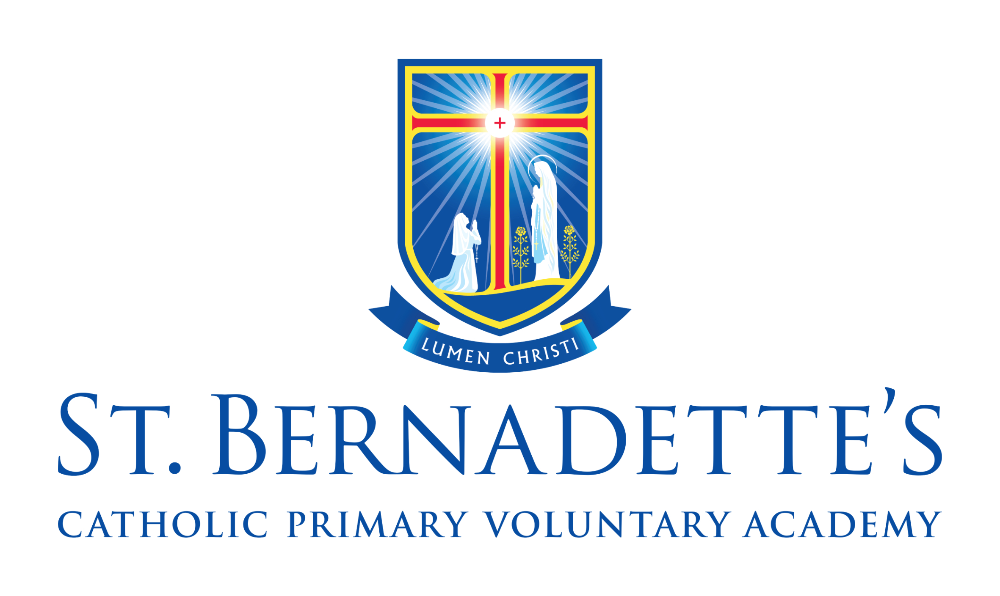 LUMEN CHRISTI
ST. BERNADETTE’S
CATHOLIC PRIMARY VOLUNTARY ACADEMY